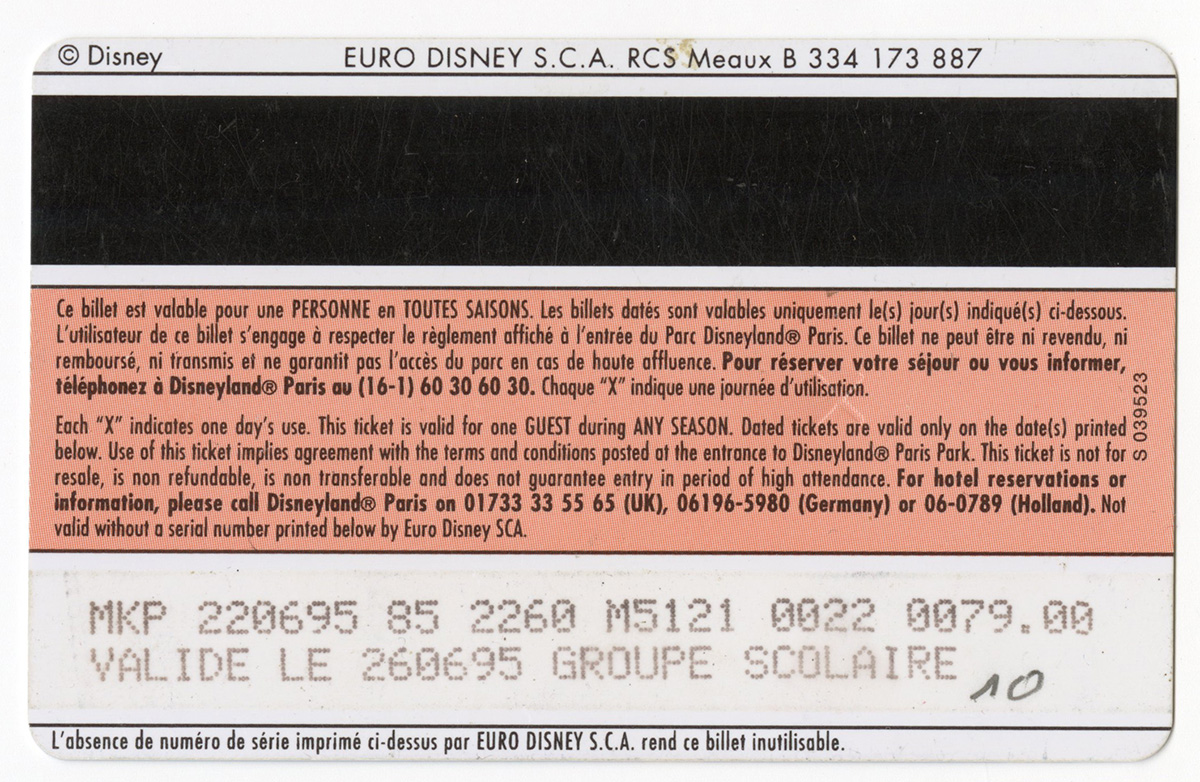 © Disney EURO DISNEY S.C.A. RCS Meaux B 334 173 887
Ce billet est valable pour une PERSONNE en TOUTES SAISONS. Les billets datés sont valables uniquement le(s) jour(s) indiqué(s) ci-dessous.
L'utilisateur de ce billet s'engage à respecter le règlement affiché à l'entrée du Parc Disneyland® Paris. Ce billet ne peut être ni revendu, ni
remboursé, ni transmis et ne garantit pas l'accès du parc en cas de haute affluence. Pour réserver votre séjour ou vous informer,
téléphonez à Disneyland® Paris au (16-1) 60 30 60 30. Chaque "X" indique une journée d'utilisation.
Each "X" indicates one day's use. This ticket is valid for one GUEST during ANY SEASON. Dated tickets are valid only on the date(s) printed
below. Use of this ticket implies agreement with the terms and conditions posted at the entrance to Disneyland® Paris Park. This ticket is not for
resale, is non refundable, is non transferable and does not guarantee entry in period of high attendance. For hotel reservations or
information, please call Disneyland® Paris on 01733 33 55 65 (UK), 06196-5980 (Germany) or 06-0789 (Holland). Not
valid without a serial number printed below by Euro Disney SCA.
S 039523
MKP 220695 85 2260 M5121 0022 0079.00
VALIDE LE 260695 GROUPE SCOLAIRE
10
L'absence de numéro de série imprimé ci-dessus par EURO DISNEY S.C.A. rend ce billet inutilisable.